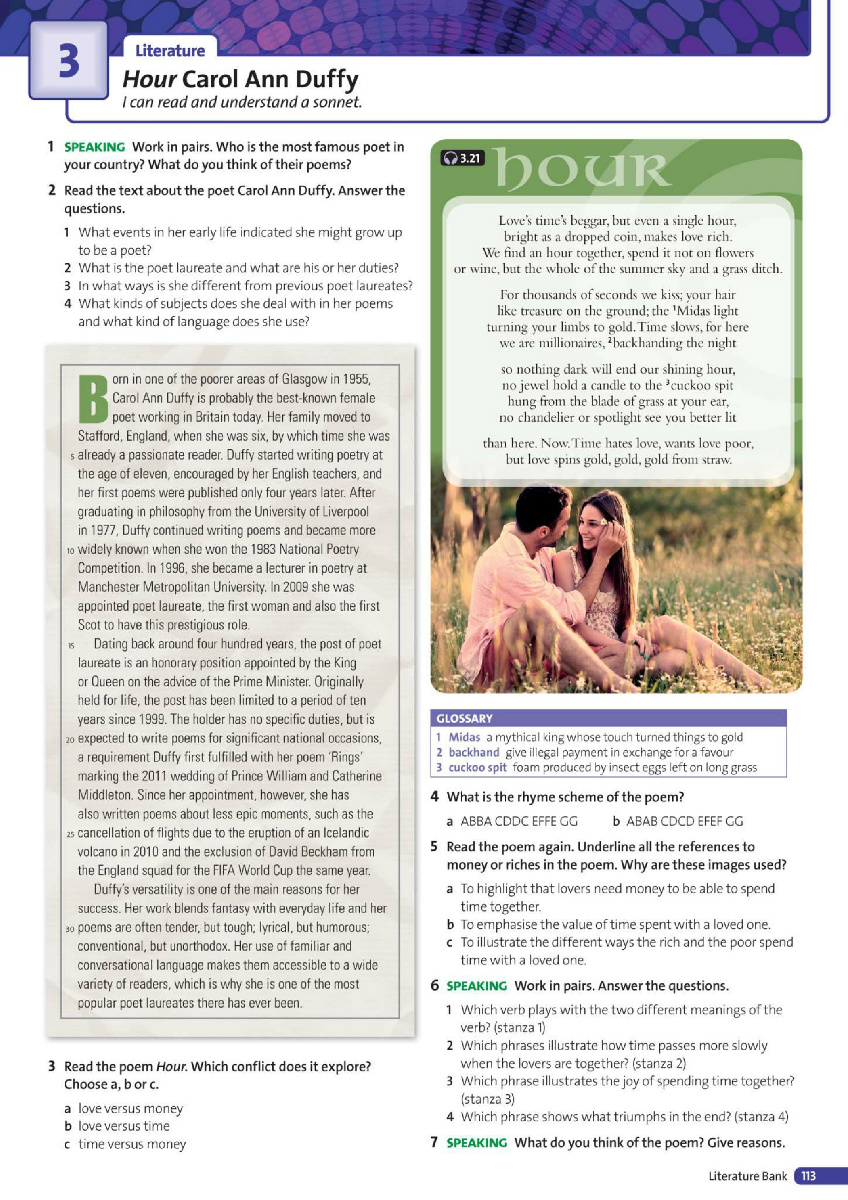 3
Literature
Hour Carol Ann Duffy
I can read and understand a sonnet.
1 SPEAKING Work in pairs. Who is the most famous poet in
your country? What do you think of their poems?
2 Read the text about the poet Carol Ann Duffy. Answer the
questions.
1 What events in her early life indicated she might grow up
to be a poet?
2 What is the poet laureate and what are his or her duties?
3 In what ways is she different from previous poet laureates?
4 What kinds of subjects does she deal with in her poems
and what kind of language does she use?
Born in one of the poorer areas of Glasgow in 1955,
Carol Ann Duffy is probably the best-known female
poet working in Britain today. Her family moved to
Stafford, England, when she was six, by which time she was
5 already a passionate reader. Duffy started writing poetry at
the age of eleven, encouraged by her English teachers, and
her first poems were published only four years later. After
graduating in philosophy from the University of Liverpool
in 1977, Duffy continued writing poems and became more
10 widely known when she won the 1983 National Poetry
Competition. In 1996, she became a lecturer in poetry at
Manchester Metropolitan University. In 2009 she was
appointed poet laureate, the first woman and also the first
Scot to have this prestigious role.
15 Dating back around four hundred years, the post of poet
laureate is an honorary position appointed by the King
or Queen on the advice of the Prime Minister. Originally
held for life, the post has been limited to a period of ten
years since 1999. The holder has no specific duties, but is
20 expected to write poems for significant national occasions,
a requirement Duffy first fulfilled with her poem 'Rings'
marking the 2011 wedding of Prince William and Catherine
Middleton. Since her appointment, however, she has
also written poems about less epic moments, such as the
25 cancellation of flights due to the eruption of an Icelandic
volcano in 2010 and the exclusion of David Beckham from
the England squad for the FIFA World Cup the same year.
Duffy's versatility is one of the main reasons for her
success. Her work blends fantasy with everyday life and her
30 poems are often tender, but tough; lyrical, but humorous;
conventional, but unorthodox. Her use of familiar and
conversational language makes them accessible to a wide
variety of readers, which is why she is one of the most
popular poet laureates there has ever been.
3 Read the poem Hour. Which conflict does it explore?
Choose a, b or c.
a love versus money
b love versus time
c time versus money
3.21
hour
Love's time's beggar, but even a single hour,
bright as a dropped coin, makes love rich.
We find an hour together, spend it not on flowers
or wine, but the whole of the summer sky and a grass ditch.
For thousands of seconds we kiss; your hair
like treasure on the ground; the 1Midas light
turning your limbs to gold. Time slows, for here
we are millionaires, 2backhanding the night
so nothing dark will end our shining hour,
no jewel hold a candle to the 3cuckoo spit
hung from the blade of grass at your ear,
no chandelier or spotlight see you better lit
than here. Now. Time hates love, wants love poor,
but love spins gold, gold, gold from straw.
GLOSSARY
1 Midas a mythical king whose touch turned things to gold
2 backhand give illegal payment in exchange for a favour
3 cuckoo spit foam produced by insect eggs left on long grass
4 What is the rhyme scheme of the poem?
a ABBA CDDC EFFE GG b ABAB CDCD EFEF GG
5 Read the poem again. Underline all the references to
money or riches in the poem. Why are these images used?
a To highlight that lovers need money to be able to spend
time together.
b To emphasise the value of time spent with a loved one.
c To illustrate the different ways the rich and the poor spend
time with a loved one.
6 SPEAKING Work in pairs. Answer the questions.
1 Which verb plays with the two different meanings of the
verb? (stanza 1)
2 Which phrases illustrate how time passes more slowly
when the lovers are together? (stanza 2)
3 Which phrase illustrates the joy of spending time together?
(stanza 3)
4 Which phrase shows what triumphs in the end? (stanza 4)
7 SPEAKING What do you think of the poem? Give reasons.
Literature Bank 113